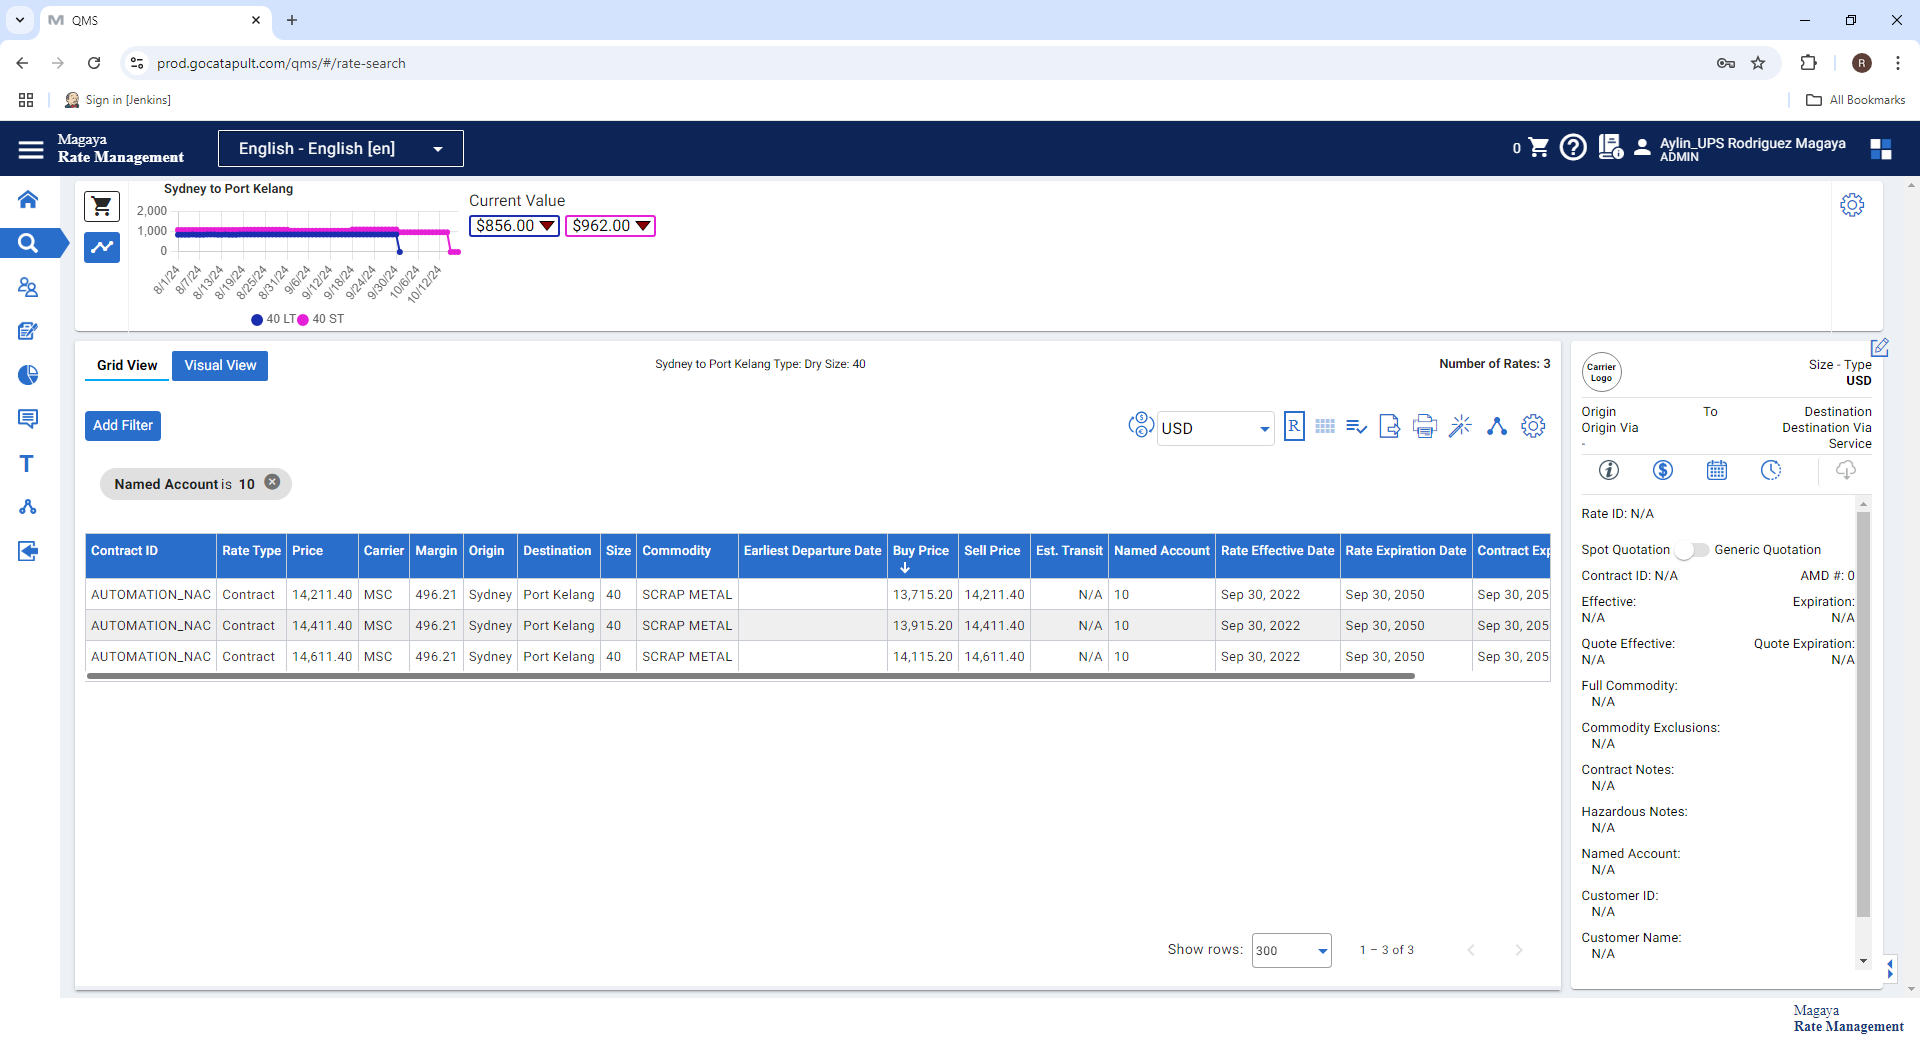 QMS
prod.gocatapult.com/qms/#/rate-search
R
Sign in [Jenkins]
All Bookmarks
Magaya
Rate Management
English - English [en]
0
Aylin_UPS Rodriguez Magaya
ADMIN
Sydney to Port Kelang
2,000
1,000
0
8/1/24 8/7/24 8/13/24 8/19/24 8/25/24 8/31/24 9/6/24 9/12/24 9/18/24 9/24/24 9/30/24 10/6/24 10/12/24
40 LT 40 ST
Current Value
$856.00 $962.00
Grid View Visual View
Sydney to Port Kelang Type: Dry Size: 40
Number of Rates: 3
Add Filter
USD
R
Named Account is 10
Contract ID Rate Type Price Carrier Margin Origin Destination Size Commodity Earliest Departure Date Buy Price Sell Price Est. Transit Named Account Rate Effective Date Rate Expiration Date Contract Exp
AUTOMATION_NAC Contract 14,211.40 MSC 496.21 Sydney Port Kelang 40 SCRAP METAL 13,715.20 14,211.40 N/A 10 Sep 30, 2022 Sep 30, 2050 Sep 30, 205
AUTOMATION_NAC Contract 14,411.40 MSC 496.21 Sydney Port Kelang 40 SCRAP METAL 13,915.20 14,411.40 N/A 10 Sep 30, 2022 Sep 30, 2050 Sep 30, 205
AUTOMATION_NAC Contract 14,611.40 MSC 496.21 Sydney Port Kelang 40 SCRAP METAL 14,115.20 14,611.40 N/A 10 Sep 30, 2022 Sep 30, 2050 Sep 30, 205
Show rows: 300 1 – 3 of 3
Carrier
Logo
Size - Type
USD
Origin To Destination
Origin Via Destination Via
- Service
Rate ID: N/A
Spot Quotation Generic Quotation
Contract ID: N/A AMD #: 0
Effective: Expiration:
N/A N/A
Quote Effective: Quote Expiration:
N/A N/A
Full Commodity:
N/A
Commodity Exclusions:
N/A
Contract Notes:
N/A
Hazardous Notes:
N/A
Named Account:
N/A
Customer ID:
N/A
Customer Name:
N/A
Magaya
Rate Management